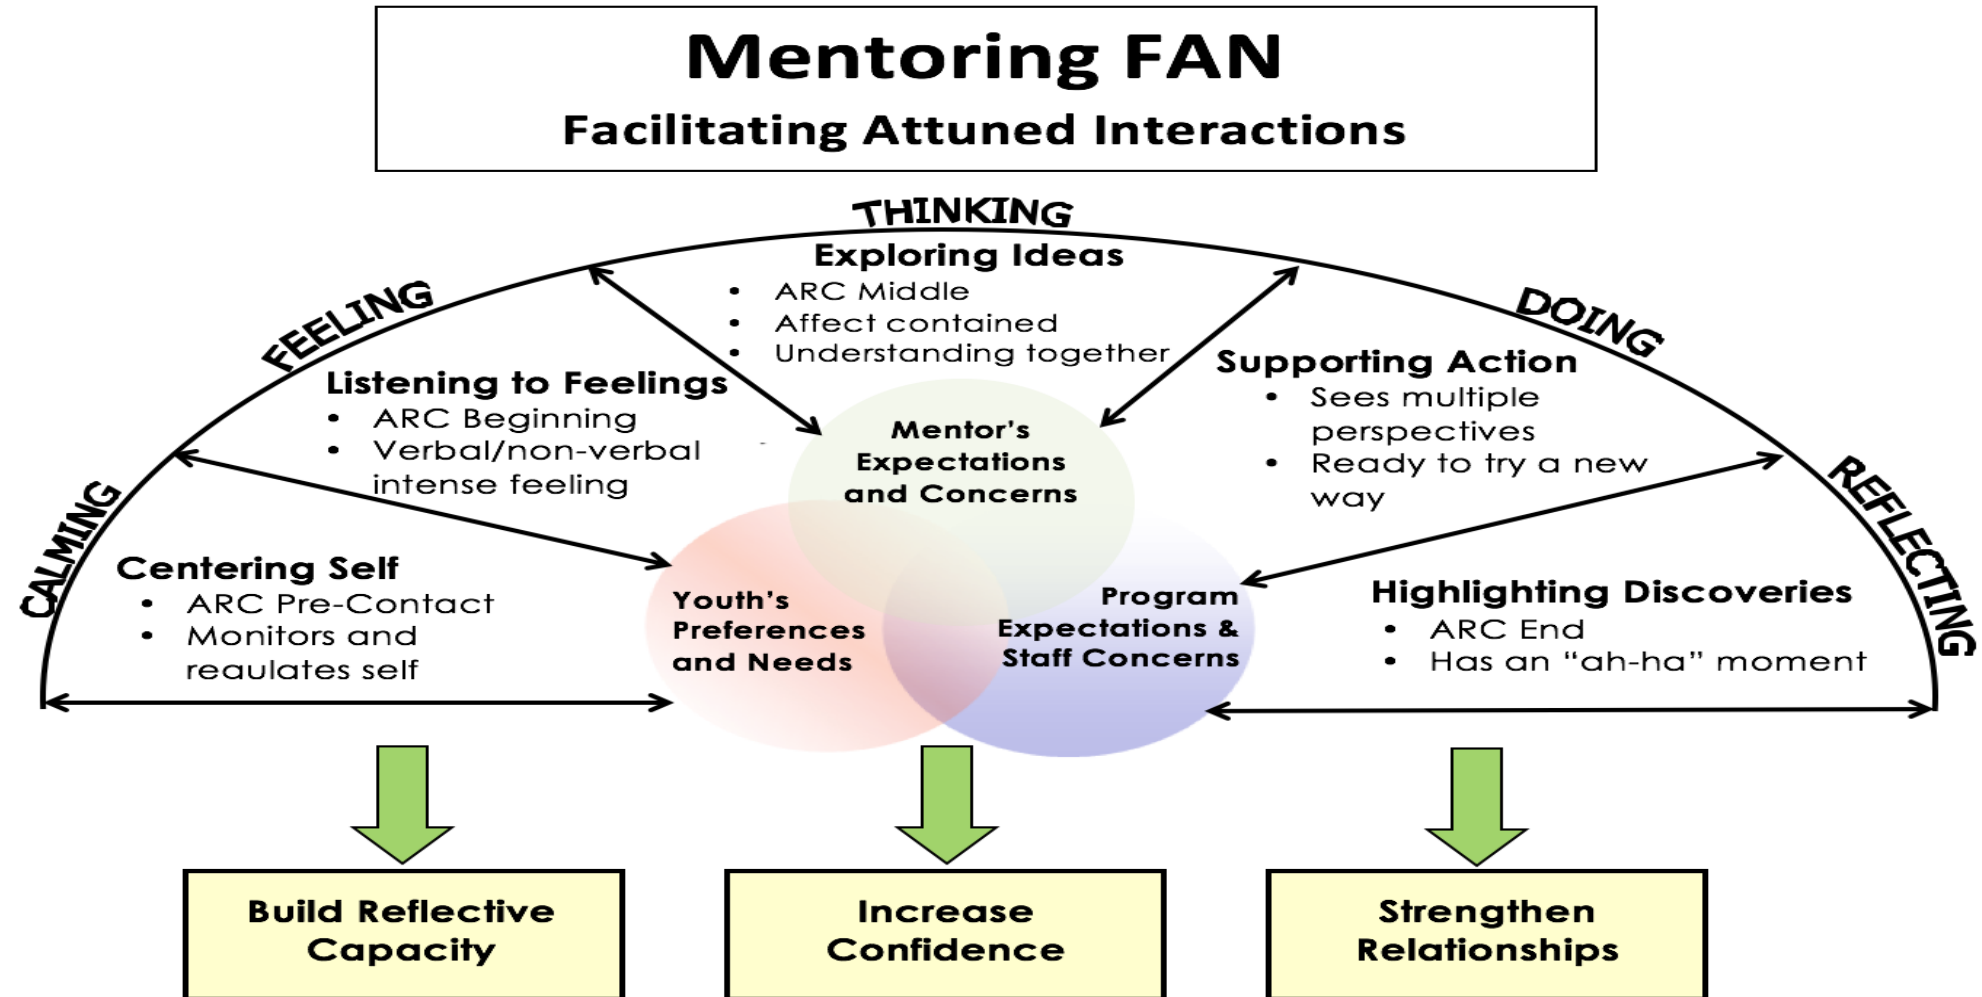 Mentoring FAN
Facilitating Attuned Interactions
CALMING
FEELING
THINKING
DOING
REFLECTING
Centering Self
• ARC Pre-Contact
• Monitors and
reaulates self
Listening to Feelings
• ARC Beginning
• Verbal/non-verbal
intense feeling
Exploring Ideas
• ARC Middle
• Affect contained
• Understanding together
Supporting Action
• Sees multiple
perspectives
• Ready to try a new
way
Highlighting Discoveries
• ARC End
• Has an “ah-ha” moment
Mentor’s
Expectations
and Concerns
Youth’s
Preferences
and Needs
Program
Expectations &
Staff Concerns
Build Reflective
Capacity
Increase
Confidence
Strengthen
Relationships